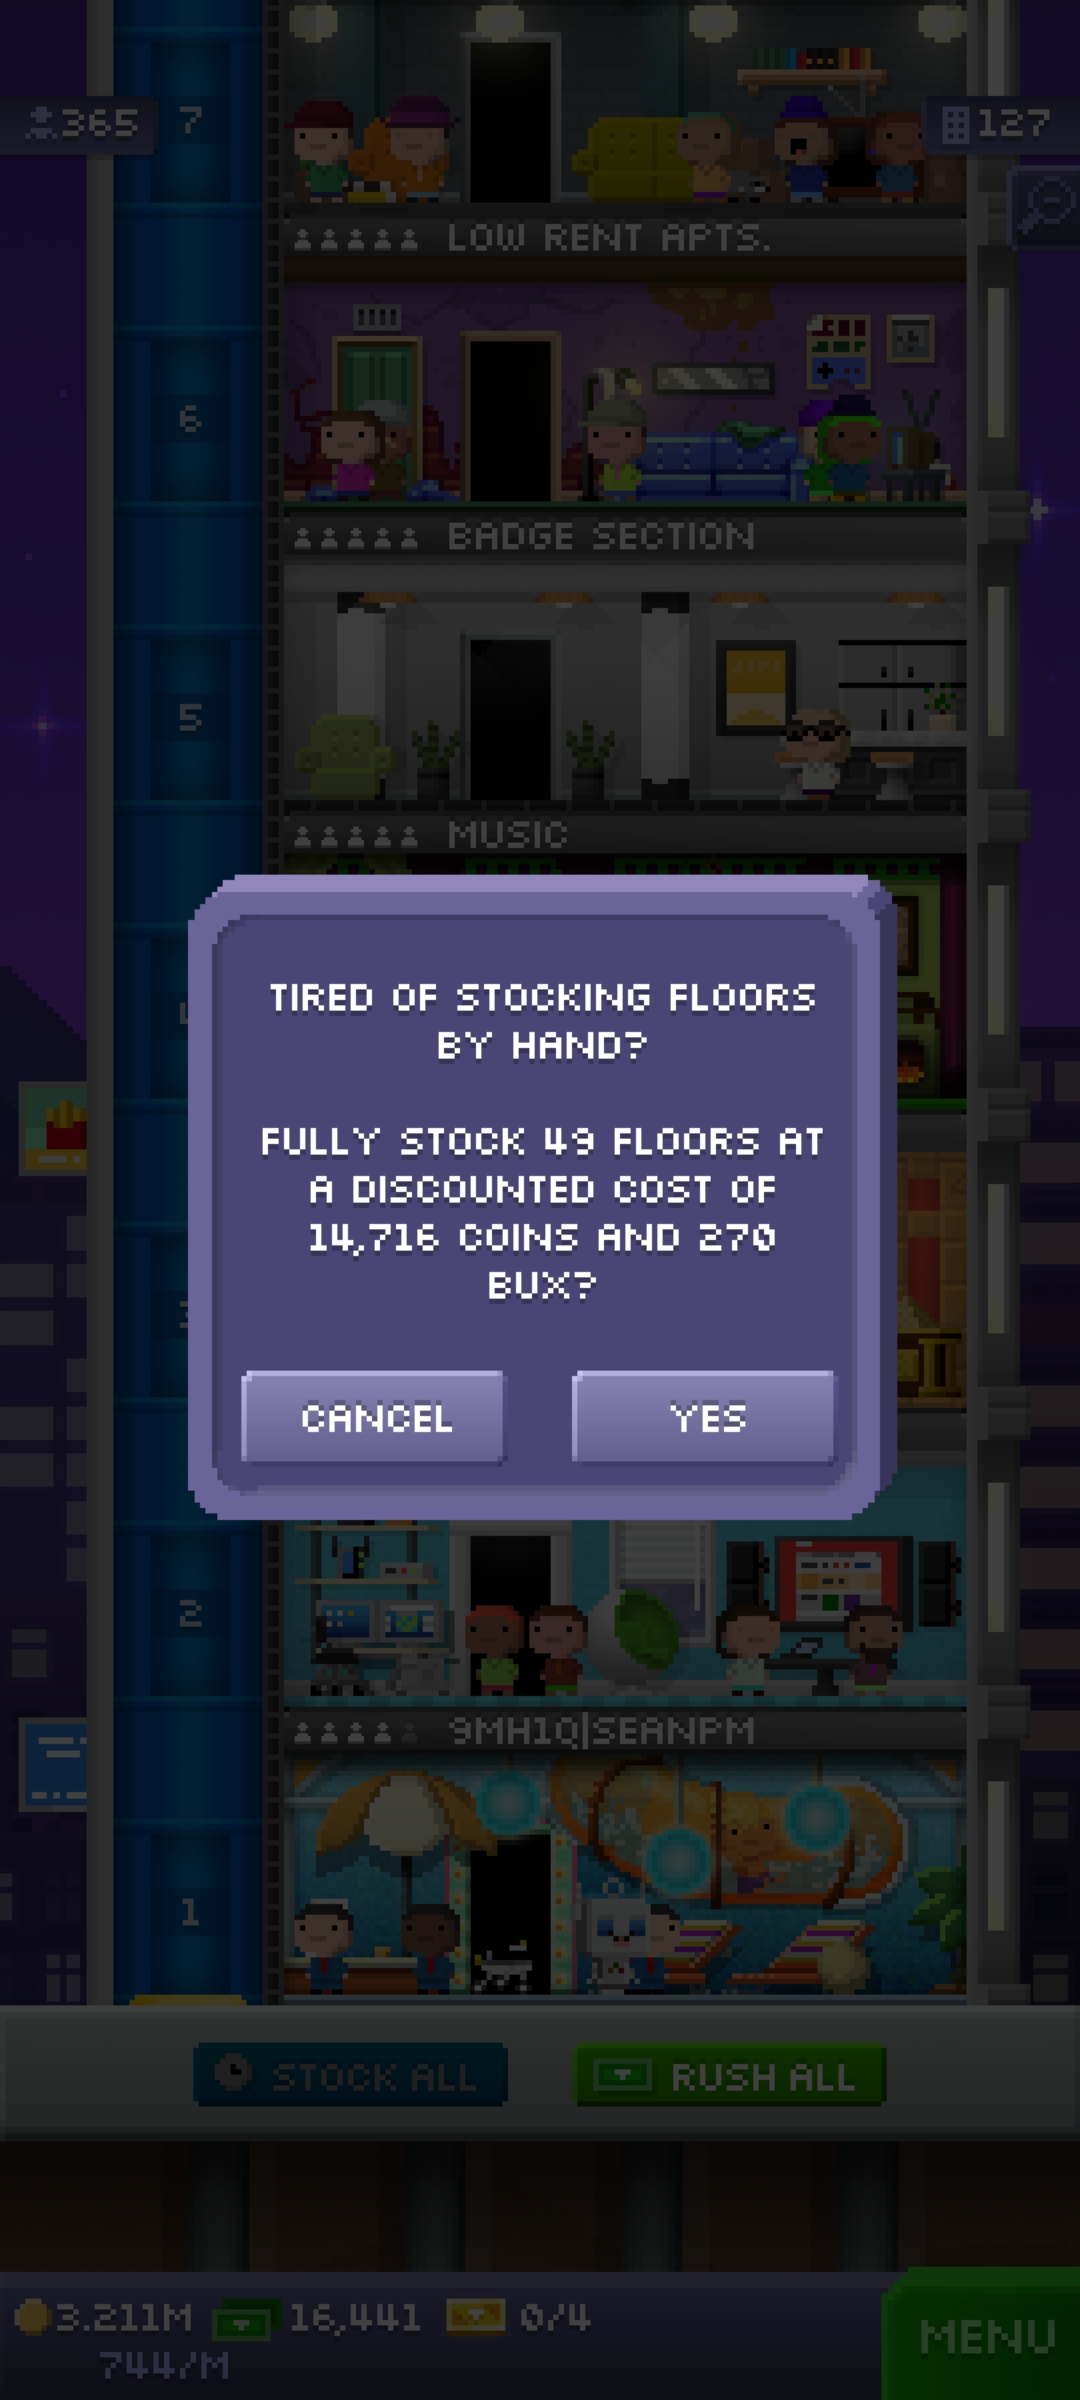 365
7
127
LOW RENT APTS.
6
BADGE SECTION
5
MUSIC
TIRED OF STOCKING FLOORS
BY HAND?
FULLY STOCK 49 FLOORS AT
A DISCOUNTED COST OF
14,716 COINS AND 270
BUX?
CANCEL
YES
2
9MH1Q|SEANPM
1
STOCK ALL
RUSH ALL
3.211M
16,441
0/4
744/M
MENU